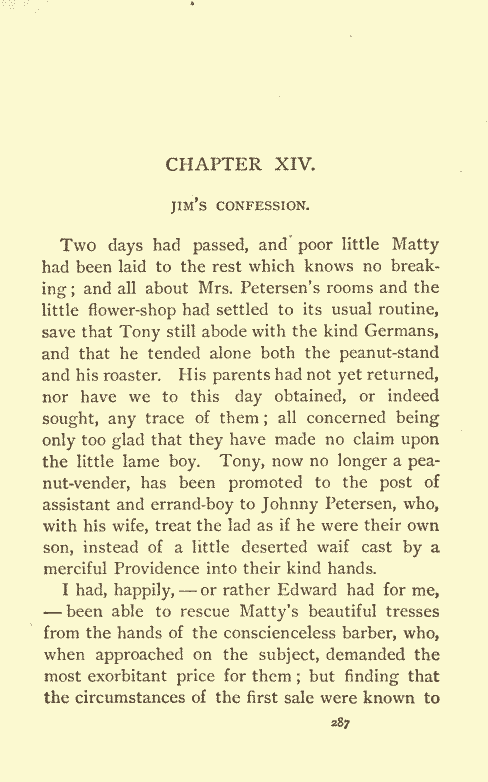 CHAPTER XIV.
JIM'S CONFESSION.
Two days had passed, and poor little Matty
had been laid to the rest which knows no break-
ing; and all about Mrs. Petersen's rooms and the
little flower-shop had settled to its usual routine,
save that Tony still abode with the kind Germans,
and that he tended alone both the peanut-stand
and his roaster. His parents had not yet returned,
nor have we to this day obtained, or indeed
sought, any trace of them; all concerned being
only too glad that they have made no claim upon
the little lame boy. Tony, now no longer a pea-
nut-vender, has been promoted to the post of
assistant and errand-boy to Johnny Petersen, who,
with his wife, treat the lad as if he were their own
son, instead of a little deserted waif cast by a
merciful Providence into their kind hands.
I had, happily, — or rather Edward had for me,
— been able to rescue Matty's beautiful tresses
from the hands of the conscienceless barber, who,
when approached on the subject, demanded the
most exorbitant price for them; but finding that
the circumstances of the first sale were known to
287